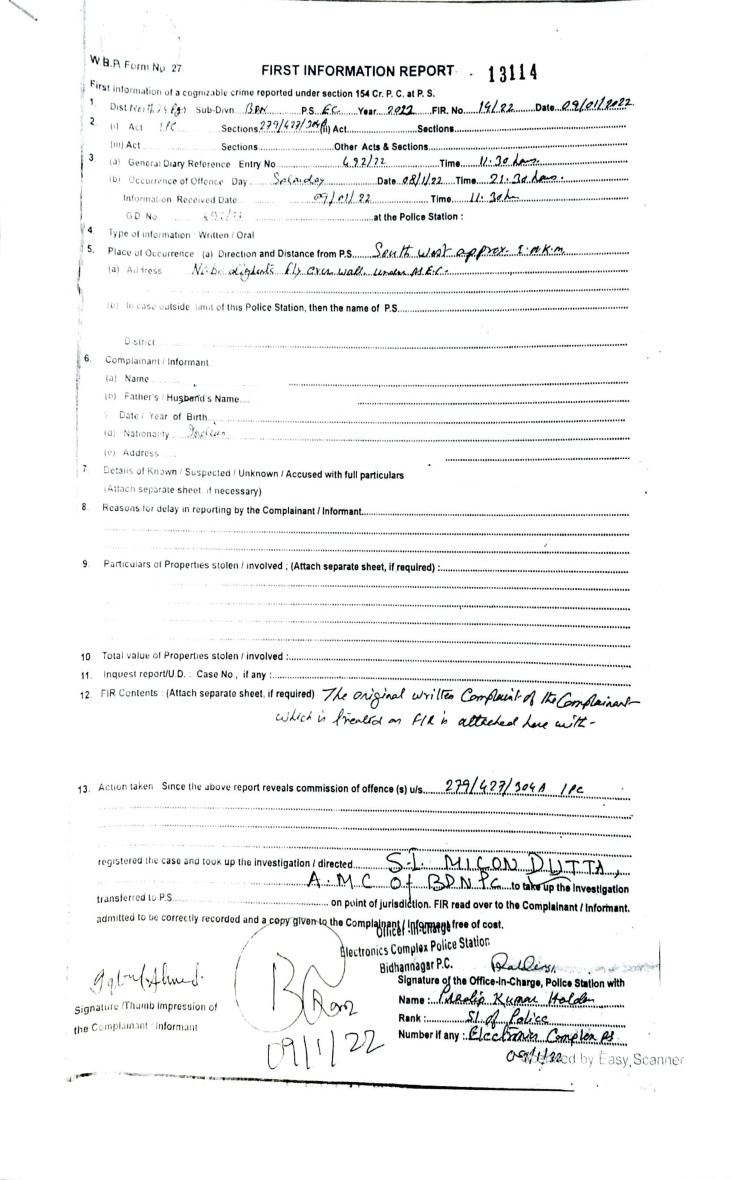 W.B.P. Form No. 27
FIRST INFORMATION REPORT 13114
First information of a cognizable crime reported under section 154 Cr. P. C. at P. S.
1. Dist North 24 Pgs Sub-Divn. BDN P.S. EC Year 2022 FIR. No. 14/22 Date 09/01/2022
2. (i) Act IPC Sections 279/427/304A (ii) Act Sections
(iii) Act Sections Other Acts & Sections
3. (a) General Diary Reference Entry No 492/22 Time 11.30 hrs.
(b) Occurrence of Offence Day Saturday Date 08/1/22 Time 21.30 hrs.
Information Received Date 09/01/22 Time 11.30 h
GD No 492/22 at the Police Station :
4. Type of information Written / Oral
5. Place of Occurrence (a) Direction and Distance from P.S. South West approx.
(a) Address Fly over wall under
(b) In case outside limit of this Police Station, then the name of P.S.
District
6. Complainant / Informant
(a) Name
(b) Father's / Husband's Name
Date / Year of Birth
(d) Nationality Indian
(e) Address
7. Details of Known / Suspected / Unknown / Accused with full particulars
(Attach separate sheet, if necessary)
8. Reasons for delay in reporting by the Complainant / Informant
9. Particulars of Properties stolen / involved ; (Attach separate sheet, if required) :
10. Total value of Properties stolen / involved :
11. Inquest report/U.D. : Case No., if any :
12. FIR Contents : (Attach separate sheet, if required) The original written Complaint of the Complainant
which is treated as FIR is attached here with-
13. Action taken Since the above report reveals commission of offence (s) u/s 279/427/304A IPC
registered the case and took up the investigation / directed S.I. MIGON DUTTA,
A.M.C Of BDNPC to take up the Investigation
transferred to P.S. on point of jurisdiction. FIR read over to the Complainant / Informant.
admitted to be correctly recorded and a copy given to the Complainant / Informant free of cost.
Officer-in-Charge
Electronics Complex Police Station
Bidhannagar P.C.
Signature of the Office-in-Charge, Police Station with
Signature /Thumb Impression of
the Complainant / Informant
Name : Pradip Kumar Halder
Rank : SI of Police
Number if any : Electronics Complex PS
09/1/22
09/1/22
by Easy Scanner